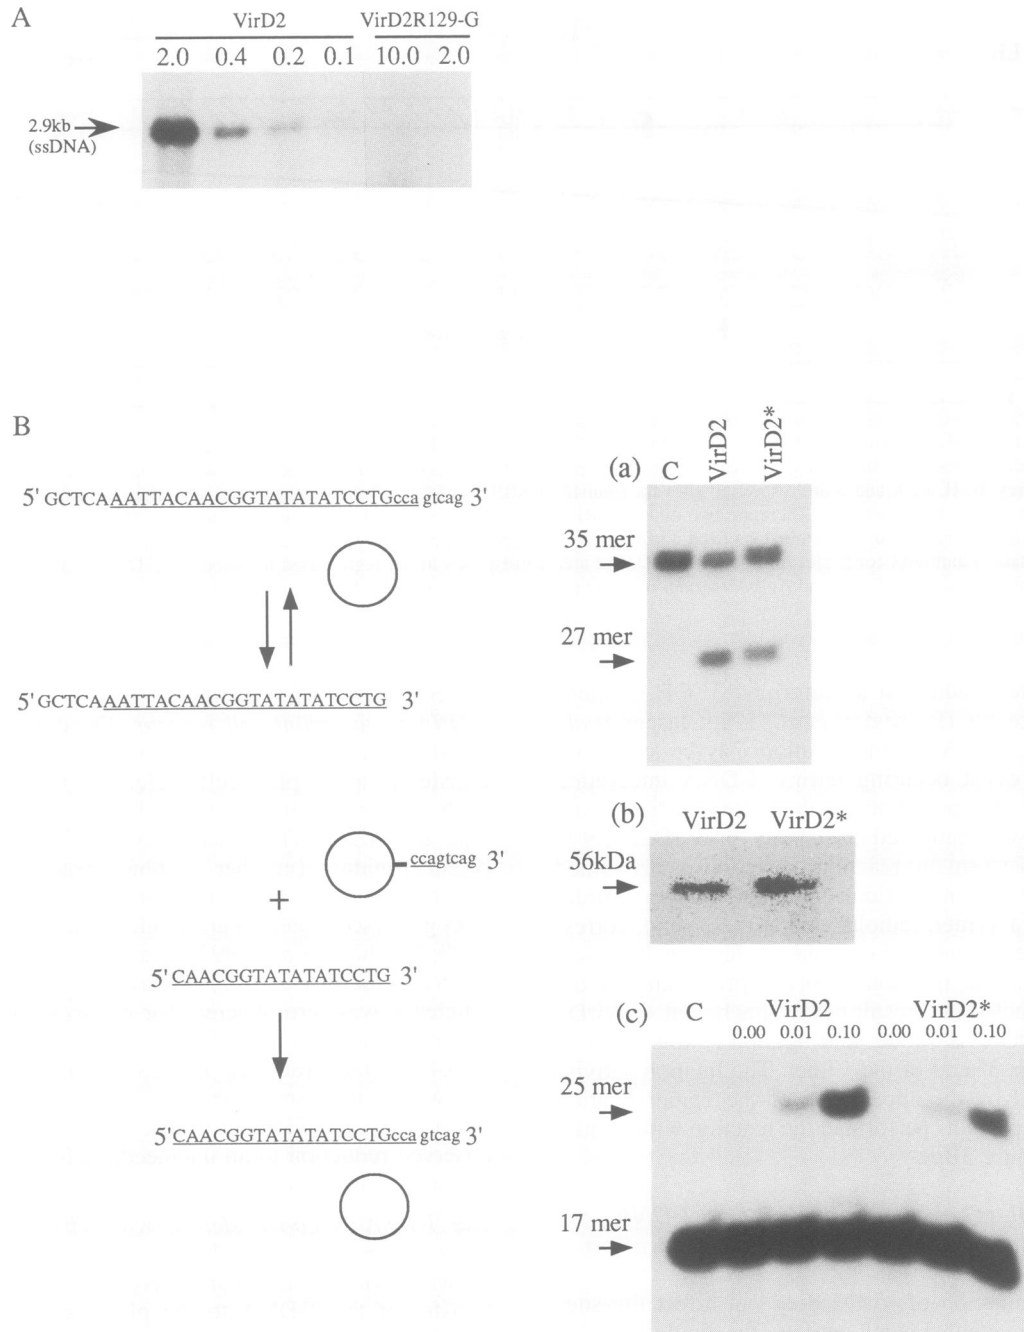 A
VirD2 VirD2R129-G
2.0 0.4 0.2 0.1 10.0 2.0
2.9kb
(ssDNA)
B
5' GCTCAAATTACAACGGTATATATCCTGcca gtcag 3'
5' GCTCAAATTACAACGGTATATATCCTG 3'
ccagtcag 3'
+
5' CAACGGTATATATCCTG 3'
5' CAACGGTATATATCCTGcca gtcag 3'
(a) C VirD2 VirD2*
35 mer
27 mer
(b) VirD2 VirD2*
56kDa
(c) C VirD2 VirD2*
0.00 0.01 0.10 0.00 0.01 0.10
25 mer
17 mer